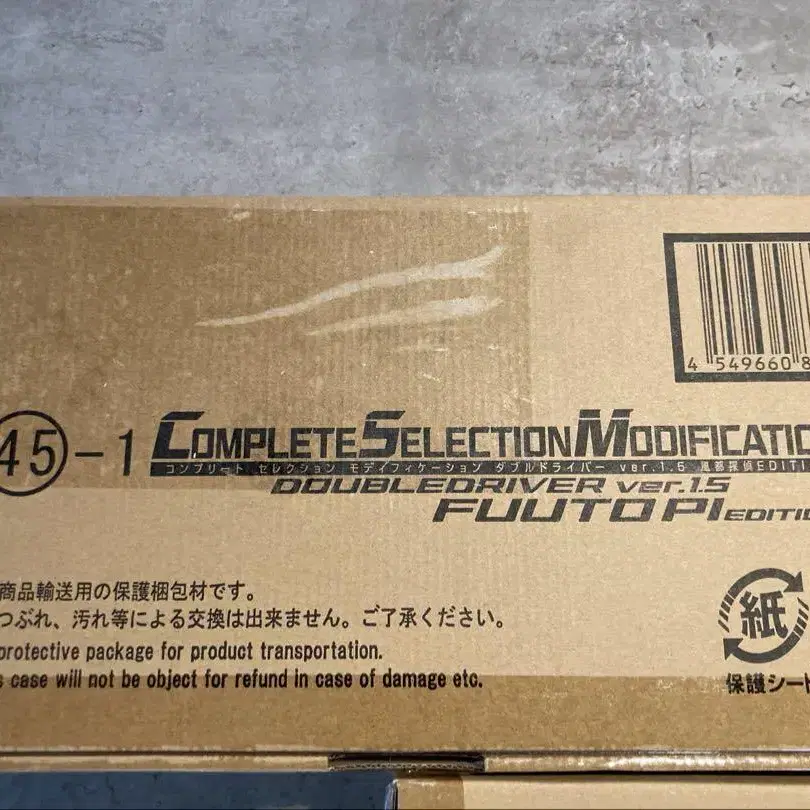 4 549660 8
45-1 COMPLETE SELECTION MODIFICATIO
コンプリート セレクション モディフィケーション ダブルドライバー ver.1.5 風都探偵EDITI
DOUBLEDRIVER ver.1.5
FUUTO PI EDITIO
商品輸送用の保護梱包材です。
つぶれ、汚れ等による交換は出来ません。ご了承ください。
protective package for product transportation.
s case will not be object for refund in case of damage etc.
紙
保護シート